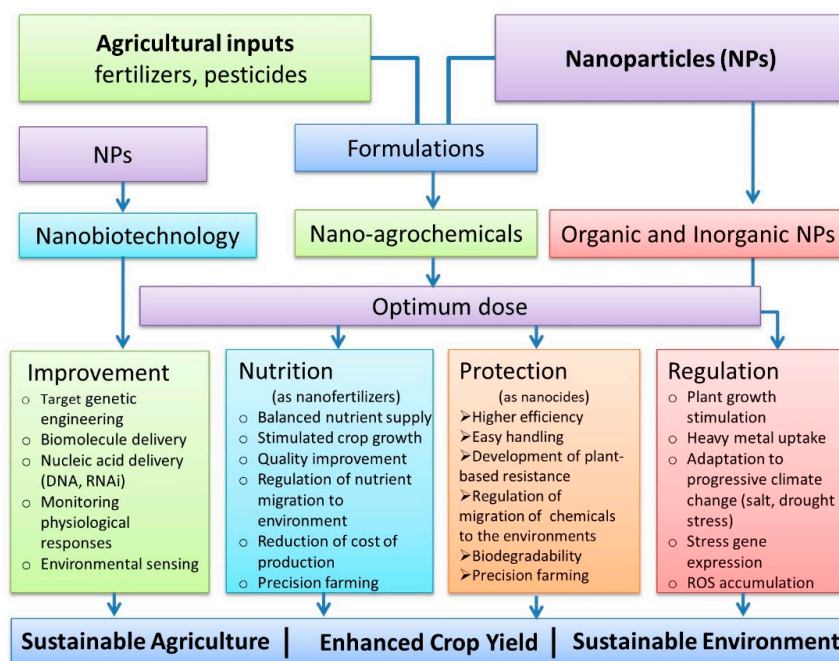 Agricultural inputs
fertilizers, pesticides
Nanoparticles (NPs)
NPs
Formulations
Nanobiotechnology
Nano-agrochemicals
Organic and Inorganic NPs
Optimum dose
Improvement
○ Target genetic
engineering
○ Biomolecule delivery
○ Nucleic acid delivery
(DNA, RNAi)
○ Monitoring
physiological
responses
○ Environmental sensing
Nutrition
(as nanofertilizers)
○ Balanced nutrient supply
○ Stimulated crop growth
○ Quality improvement
○ Regulation of nutrient
migration to
environment
○ Reduction of cost of
production
○ Precision farming
Protection
(as nanocides)
➢Higher efficiency
➢Easy handling
➢Development of plant-
based resistance
➢Regulation of
migration of chemicals
to the environments
➢Biodegradability
➢Precision farming
Regulation
○ Plant growth
stimulation
○ Heavy metal uptake
○ Adaptation to
progressive climate
change (salt, drought
stress)
○ Stress gene
expression
○ ROS accumulation
Sustainable Agriculture | Enhanced Crop Yield | Sustainable Environment